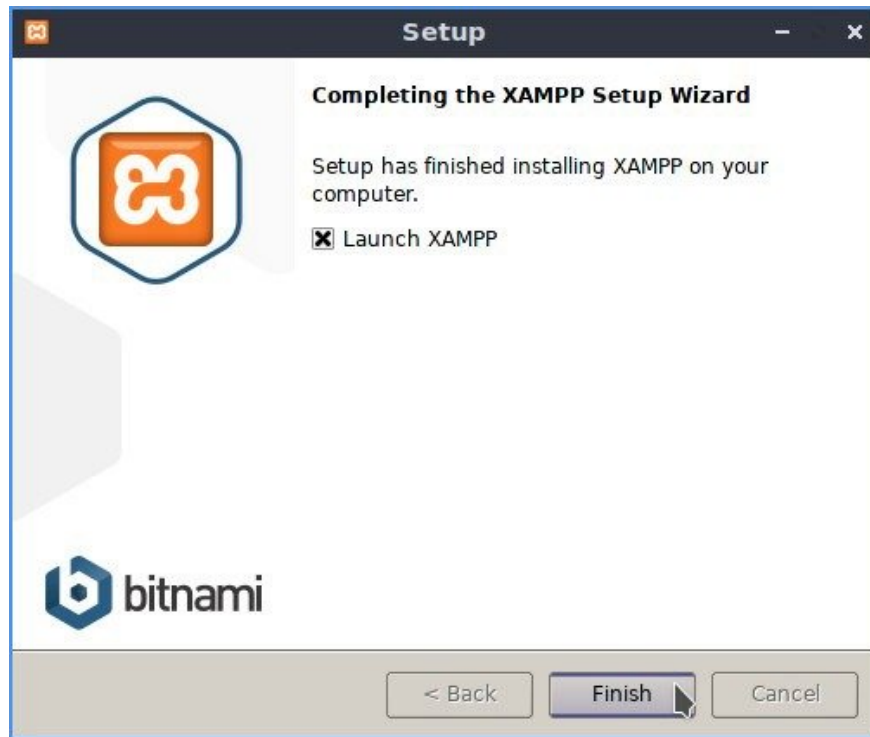 Setup
Completing the XAMPP Setup Wizard
Setup has finished installing XAMPP on your
computer.
Launch XAMPP
bitnami
< Back
Finish
Cancel